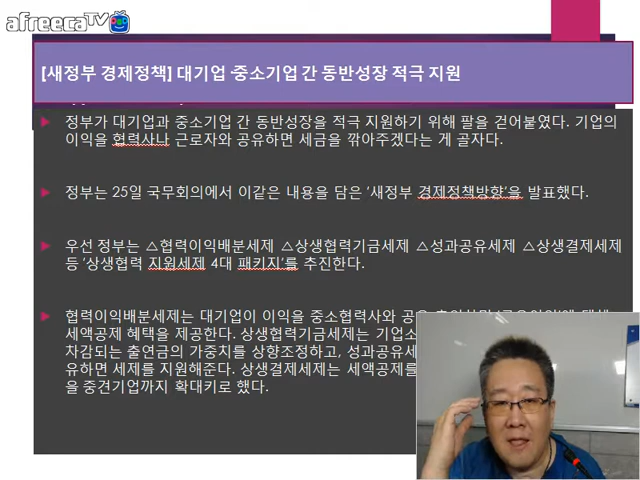 afreecaTV
[새정부 경제정책] 대기업·중소기업 간 동반성장 적극 지원
정부가 대기업과 중소기업 간 동반성장을 적극 지원하기 위해 팔을 걷어붙였다. 기업의
이익을 협력사나 근로자와 공유하면 세금을 깎아주겠다는 게 골자다.
정부는 25일 국무회의에서 이같은 내용을 담은 ‘새정부 경제정책방향’을 발표했다.
우선 정부는 △협력이익배분세제 △상생협력기금세제 △성과공유세제 △상생결제세제
등 ‘상생협력 지원세제 4대 패키지’를 추진한다.
협력이익배분세제는 대기업이 이익을 중소협력사와
세액공제 혜택을 제공한다. 상생협력기금세제는 기업소
차감되는 출연금의 가중치를 상향조정하고, 성과공유세
유하면 세제를 지원해준다. 상생결제세제는 세액공제를
을 중견기업까지 확대키로 했다.